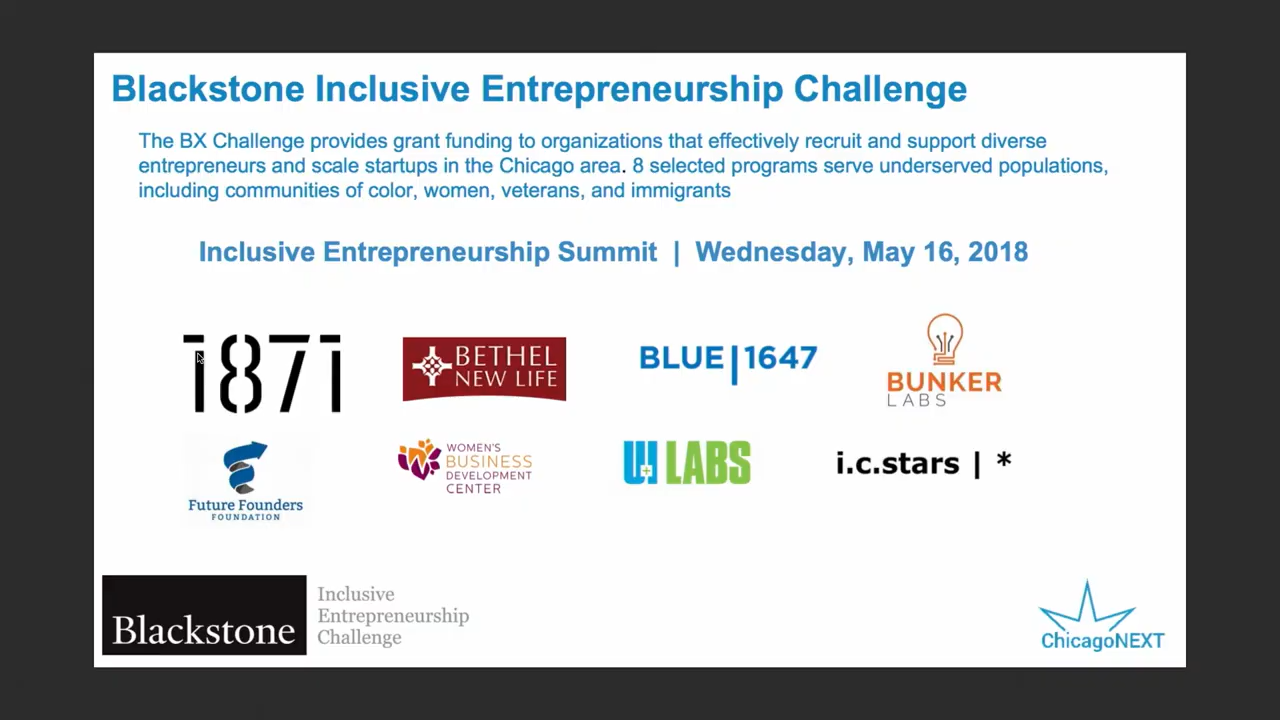 Blackstone Inclusive Entrepreneurship Challenge
The BX Challenge provides grant funding to organizations that effectively recruit and support diverse
entrepreneurs and scale startups in the Chicago area. 8 selected programs serve underserved populations,
including communities of color, women, veterans, and immigrants
Inclusive Entrepreneurship Summit | Wednesday, May 16, 2018
1871
BETHEL
NEW LIFE
BLUE|1647
BUNKER
LABS
Future Founders
FOUNDATION
WOMEN'S
BUSINESS
DEVELOPMENT
CENTER
UI LABS
i.c.stars | *
Blackstone
Inclusive
Entrepreneurship
Challenge
ChicagoNEXT